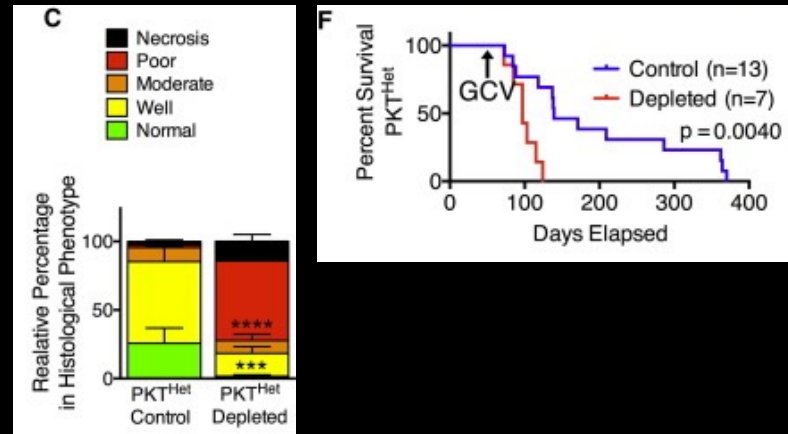 C
Necrosis
Poor
Moderate
Well
Normal
Realative Percentage
in Histological Phenotype
100
50
0
****
***
PKTHet
Control
PKTHet
Depleted
F
Percent Survival
PKTHet
100
50
0
GCV
Control (n=13)
Depleted (n=7)
p = 0.0040
0
100
200
300
400
Days Elapsed